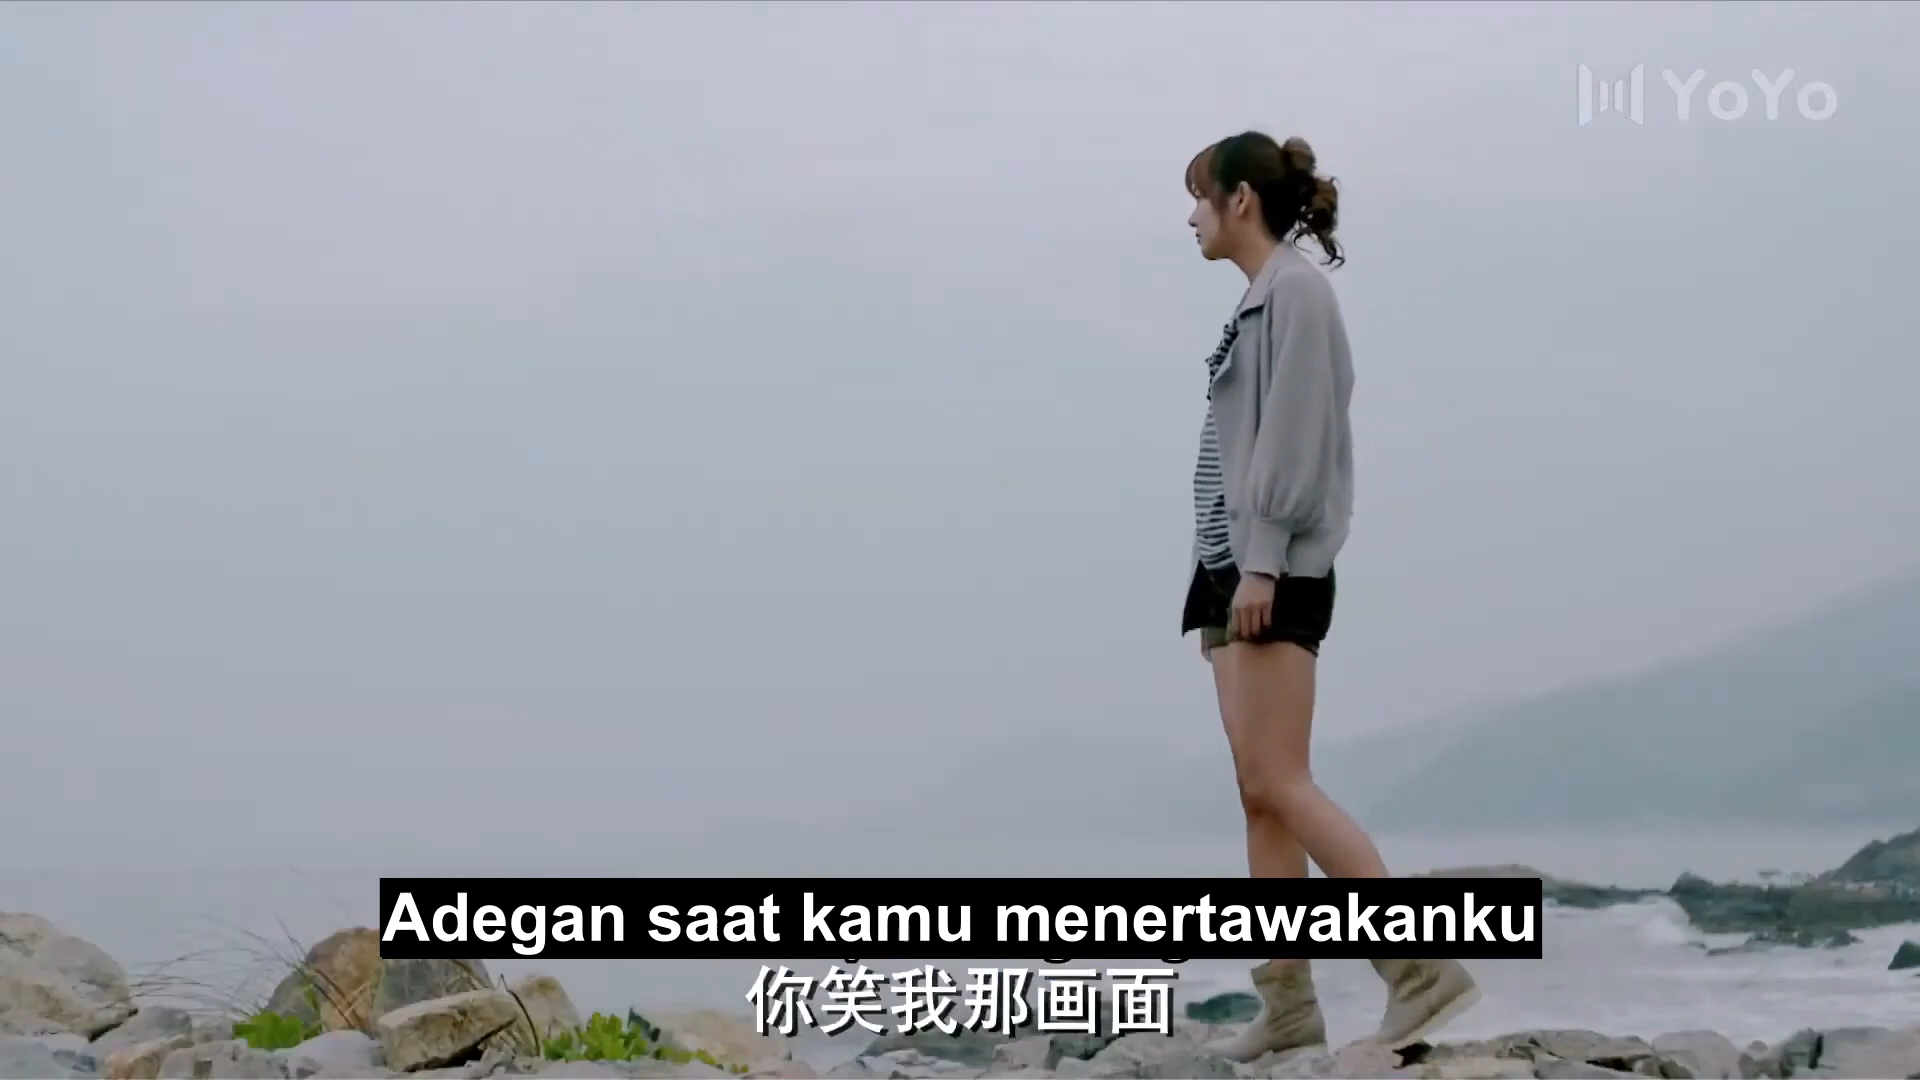 YoYo
Adegan saat kamu menertawakanku
你笑我那画面